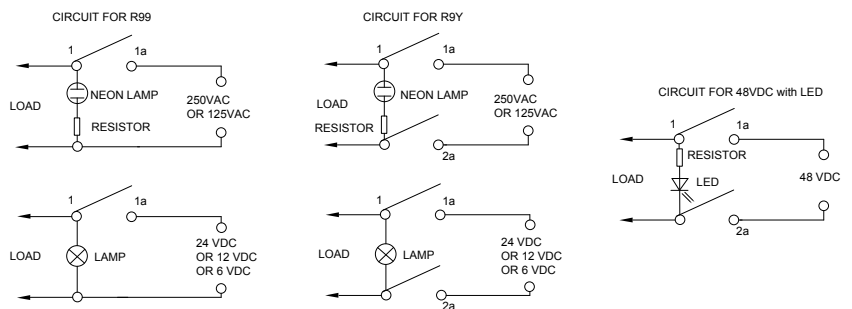 CIRCUIT FOR R99
1
1a
LOAD
NEON LAMP
RESISTOR
250VAC
OR 125VAC
1
1a
LOAD
LAMP
24 VDC
OR 12 VDC
OR 6 VDC
CIRCUIT FOR R9Y
1
1a
LOAD
NEON LAMP
RESISTOR
250VAC
OR 125VAC
2a
1
1a
LOAD
LAMP
24 VDC
OR 12 VDC
OR 6 VDC
2a
CIRCUIT FOR 48VDC with LED
1
1a
RESISTOR
LOAD
LED
48 VDC
2a